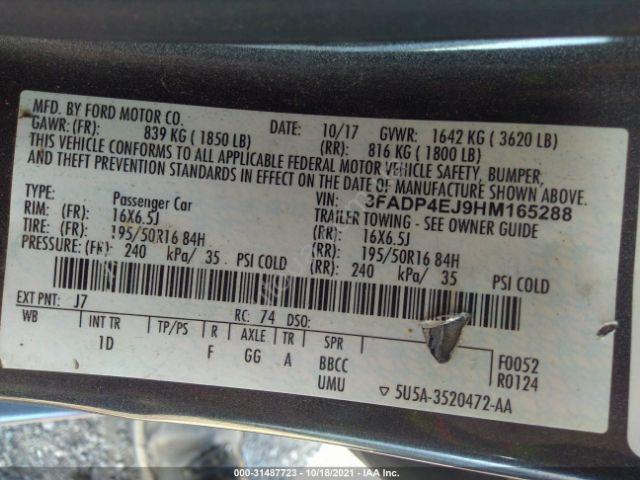 MFD. BY FORD MOTOR CO.
DATE: 10/17 GVWR: 1642 KG ( 3620 LB)
GAWR: (FR): 839 KG ( 1850 LB) (RR): 816 KG ( 1800 LB)
THIS VEHICLE CONFORMS TO ALL APPLICABLE FEDERAL MOTOR VEHICLE SAFETY, BUMPER,
AND THEFT PREVENTION STANDARDS IN EFFECT ON THE DATE OF MANUFACTURE SHOWN ABOVE.
VIN: 3FADP4EJ9HM165288
TYPE: Passenger Car TRAILER TOWING - SEE OWNER GUIDE
RIM: (FR): 16X6.5J (RR): 16X6.5J
TIRE: (FR): 195/50R16 84H (RR): 195/50R16 84H
PRESSURE: (FR): 240 kPa/ 35 PSI COLD (RR): 240 kPa/ 35 PSI COLD
EXT PNT: J7 RC: 74 DSO:
WB INT TR TP/PS R AXLE TR SPR F0052
1D F GG A BBCC R0124
UMU ▽ 5U5A-3520472-AA
000-31487723 - 10/18/2021 - IAA Inc.